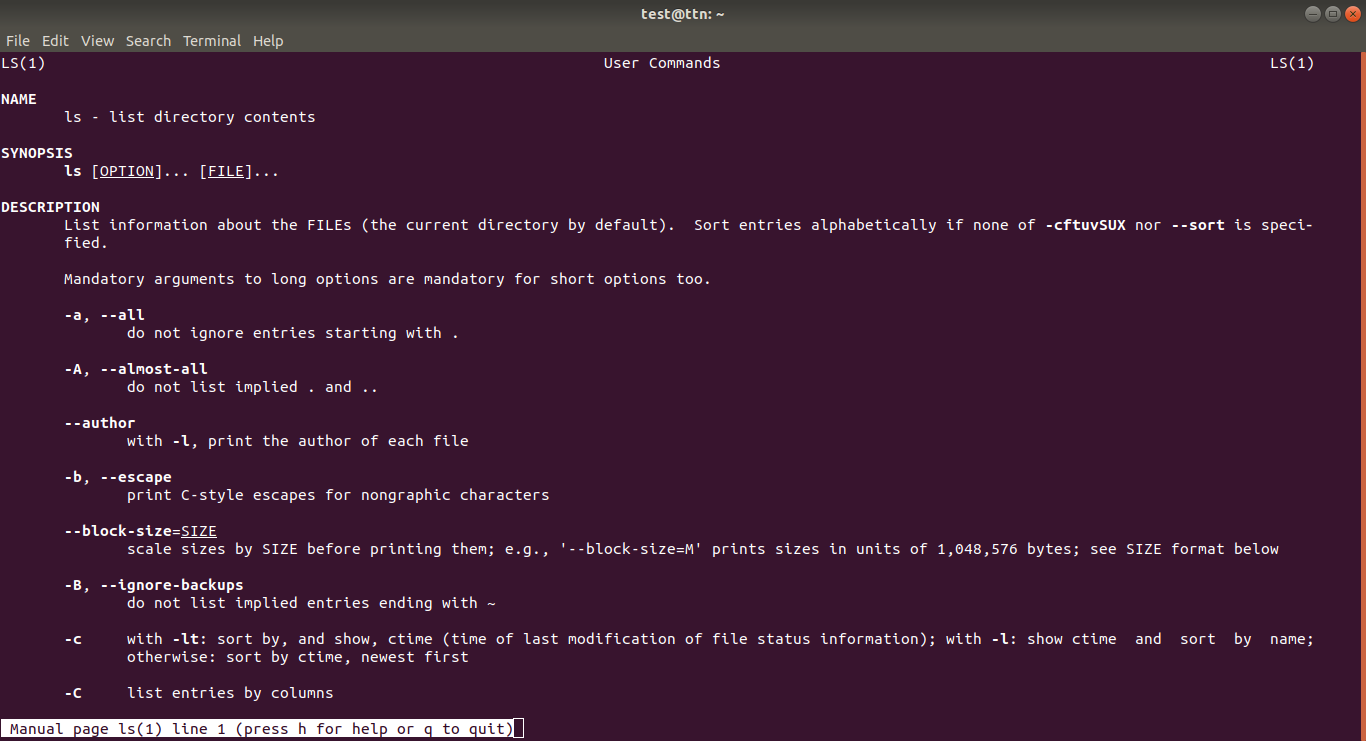 test@ttn: ~
File Edit View Search Terminal Help
LS(1) User Commands LS(1)
NAME
ls - list directory contents
SYNOPSIS
ls [OPTION]... [FILE]...
DESCRIPTION
List information about the FILEs (the current directory by default). Sort entries alphabetically if none of -cftuvSUX nor --sort is speci-
fied.
Mandatory arguments to long options are mandatory for short options too.
-a, --all
do not ignore entries starting with .
-A, --almost-all
do not list implied . and ..
--author
with -l, print the author of each file
-b, --escape
print C-style escapes for nongraphic characters
--block-size=SIZE
scale sizes by SIZE before printing them; e.g., '--block-size=M' prints sizes in units of 1,048,576 bytes; see SIZE format below
-B, --ignore-backups
do not list implied entries ending with ~
-c with -lt: sort by, and show, ctime (time of last modification of file status information); with -l: show ctime and sort by name;
otherwise: sort by ctime, newest first
-C list entries by columns
Manual page ls(1) line 1 (press h for help or q to quit)